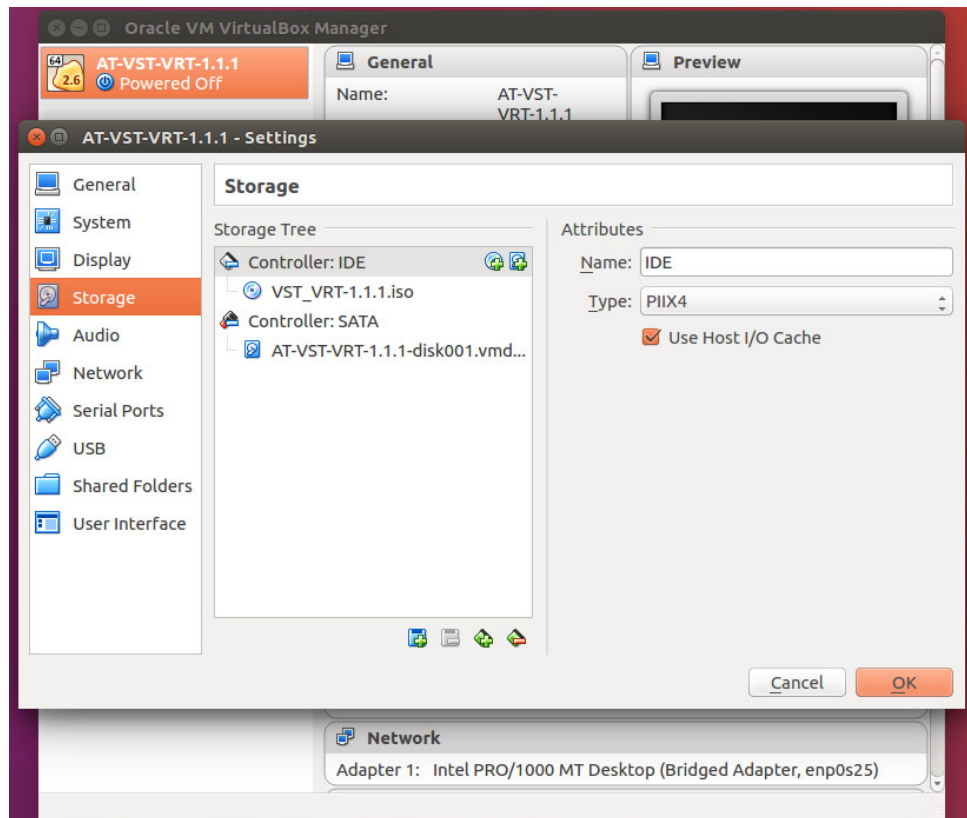 Oracle VM VirtualBox Manager
64
2.6
AT-VST-VRT-1.1.1
Powered Off
General
Name:
AT-VST-
VRT-1.1.1
Preview
AT-VST-VRT-1.1.1 - Settings
General
System
Display
Storage
Audio
Network
Serial Ports
USB
Shared Folders
User Interface
Storage
Storage Tree
Controller: IDE
VST_VRT-1.1.1.iso
Controller: SATA
AT-VST-VRT-1.1.1-disk001.vmd...
Attributes
Name: IDE
Type: PIIX4
Use Host I/O Cache
Cancel
OK
Network
Adapter 1: Intel PRO/1000 MT Desktop (Bridged Adapter, enp0s25)